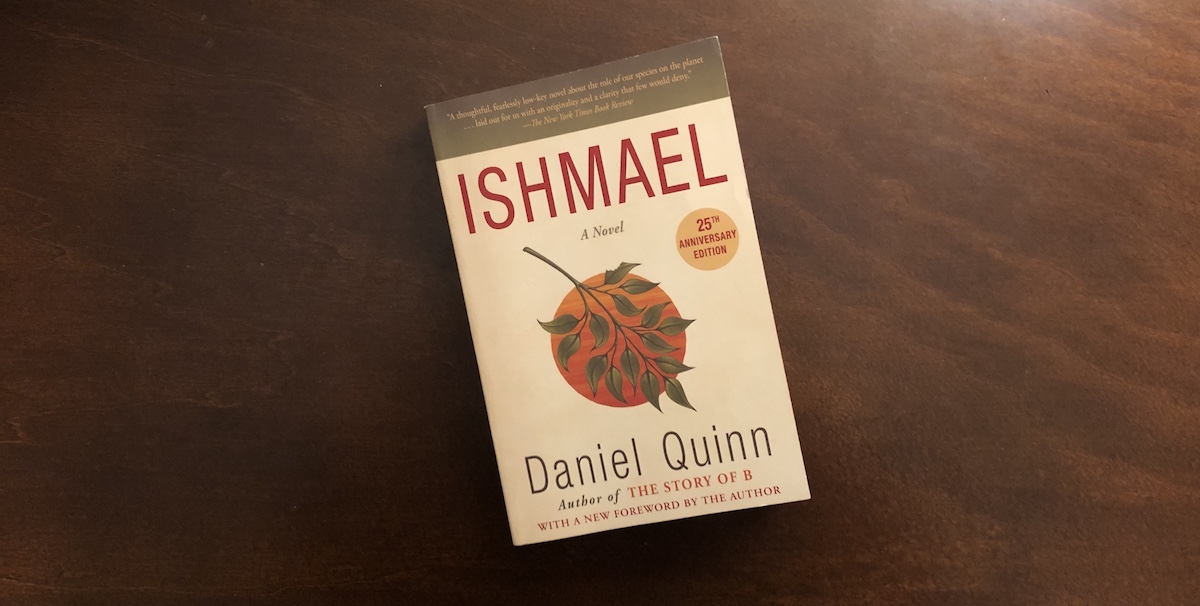 "A thoughtful, fearlessly low-key novel about the role of our species on the planet
. . . laid out for us with an originality and a clarity that few would deny."
—The New York Times Book Review
ISHMAEL
A Novel
25TH
ANNIVERSARY
EDITION
Daniel Quinn
Author of THE STORY OF B
WITH A NEW FOREWORD BY THE AUTHOR